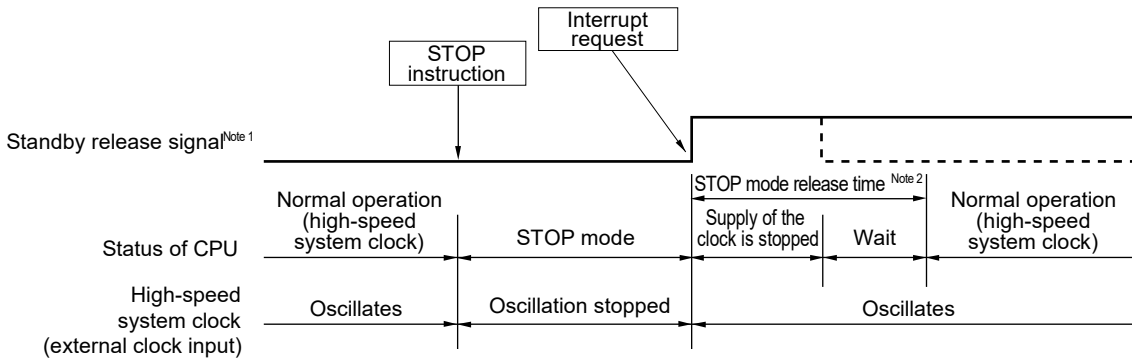 Interrupt
request
STOP
instruction
Standby release signal Note 1
STOP mode release time Note 2
Normal operation
(high-speed
system clock)
Supply of the
clock is stopped
Normal operation
(high-speed
system clock)
Status of CPU
STOP mode
Wait
High-speed
system clock
(external clock input)
Oscillates
Oscillation stopped
Oscillates